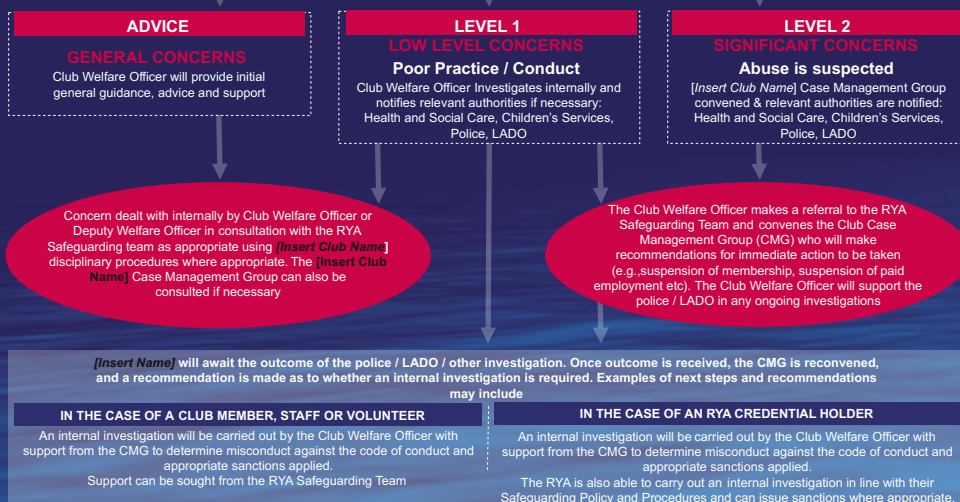 ADVICE
GENERAL CONCERNS
Club Welfare Officer will provide initial
general guidance, advice and support
LEVEL 1
LOW LEVEL CONCERNS
Poor Practice / Conduct
Club Welfare Officer Investigates internally and
notifies relevant authorities if necessary:
Health and Social Care, Children's Services,
Police, LADO
LEVEL 2
SIGNIFICANT CONCERNS
Abuse is suspected
[Insert Club Name] Case Management Group
convened & relevant authorities are notified:
Health and Social Care, Children's Services,
Police, LADO
Concern dealt with internally by Club Welfare Officer or
Deputy Welfare Officer in consultation with the RYA
Safeguarding team as appropriate using [Insert Club Name]
disciplinary procedures where appropriate. The [Insert Club
Name] Case Management Group can also be
consulted if necessary
The Club Welfare Officer makes a referral to the RYA
Safeguarding Team and convenes the Club Case
Management Group (CMG) who will make
recommendations for immediate action to be taken
(e.g.,suspension of membership, suspension of paid
employment etc). The Club Welfare Officer will support the
police / LADO in any ongoing investigations
[Insert Name] will await the outcome of the police / LADO / other investigation. Once outcome is received, the CMG is reconvened,
and a recommendation is made as to whether an internal investigation is required. Examples of next steps and recommendations
may include
IN THE CASE OF A CLUB MEMBER, STAFF OR VOLUNTEER
An internal investigation will be carried out by the Club Welfare Officer with
support from the CMG to determine misconduct against the code of conduct and
appropriate sanctions applied.
Support can be sought from the RYA Safeguarding Team
IN THE CASE OF AN RYA CREDENTIAL HOLDER
An internal investigation will be carried out by the Club Welfare Officer with
support from the CMG to determine misconduct against the code of conduct and
appropriate sanctions applied.
The RYA is also able to carry out an internal investigation in line with their
Safeguarding Policy and Procedures and can issue sanctions where appropriate.